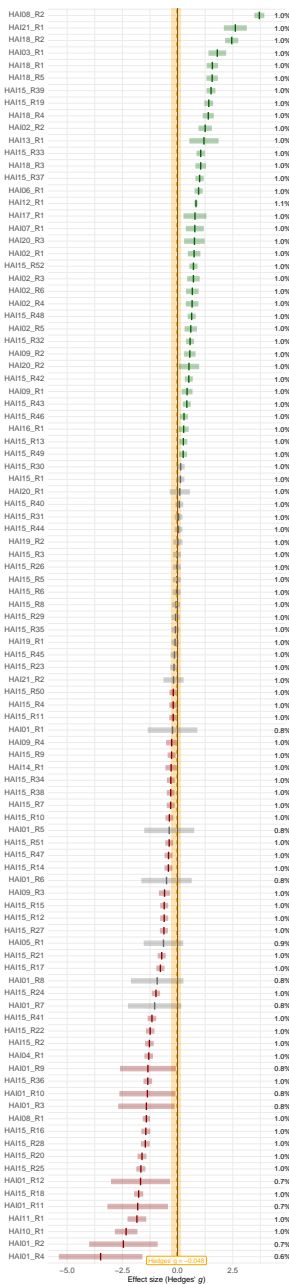 HAI08_R2 1.0%
HAI21_R1 1.0%
HAI18_R2 1.0%
HAI03_R1 1.0%
HAI18_R1 1.0%
HAI18_R5 1.0%
HAI15_R39 1.0%
HAI15_R19 1.0%
HAI18_R4 1.0%
HAI02_R2 1.0%
HAI13_R1 1.0%
HAI15_R33 1.0%
HAI18_R3 1.0%
HAI15_R37 1.0%
HAI06_R1 1.0%
HAI12_R1 1.1%
HAI17_R1 1.0%
HAI07_R1 1.0%
HAI20_R3 1.0%
HAI02_R1 1.0%
HAI15_R52 1.0%
HAI02_R3 1.0%
HAI02_R6 1.0%
HAI02_R4 1.0%
HAI15_R48 1.0%
HAI02_R5 1.0%
HAI15_R32 1.0%
HAI09_R2 1.0%
HAI20_R2 1.0%
HAI15_R42 1.0%
HAI09_R1 1.0%
HAI15_R43 1.0%
HAI15_R46 1.0%
HAI16_R1 1.0%
HAI15_R13 1.0%
HAI15_R49 1.0%
HAI15_R30 1.0%
HAI15_R1 1.0%
HAI20_R1 1.0%
HAI15_R40 1.0%
HAI15_R31 1.0%
HAI15_R44 1.0%
HAI19_R2 1.0%
HAI15_R3 1.0%
HAI15_R26 1.0%
HAI15_R5 1.0%
HAI15_R6 1.0%
HAI15_R8 1.0%
HAI15_R29 1.0%
HAI15_R35 1.0%
HAI19_R1 1.0%
HAI15_R45 1.0%
HAI15_R23 1.0%
HAI21_R2 1.0%
HAI15_R50 1.0%
HAI15_R4 1.0%
HAI15_R11 1.0%
HAI01_R1 0.8%
HAI09_R4 1.0%
HAI15_R9 1.0%
HAI14_R1 1.0%
HAI15_R34 1.0%
HAI15_R38 1.0%
HAI15_R7 1.0%
HAI15_R10 1.0%
HAI01_R5 0.8%
HAI15_R51 1.0%
HAI15_R47 1.0%
HAI15_R14 1.0%
HAI01_R6 0.8%
HAI09_R3 1.0%
HAI15_R15 1.0%
HAI15_R12 1.0%
HAI15_R27 1.0%
HAI05_R1 0.9%
HAI15_R21 1.0%
HAI15_R17 1.0%
HAI01_R8 0.8%
HAI15_R24 1.0%
HAI01_R7 0.8%
HAI15_R41 1.0%
HAI15_R22 1.0%
HAI15_R2 1.0%
HAI04_R1 1.0%
HAI01_R9 0.8%
HAI15_R36 1.0%
HAI01_R10 0.8%
HAI01_R3 0.8%
HAI08_R1 1.0%
HAI15_R16 1.0%
HAI15_R28 1.0%
HAI15_R20 1.0%
HAI15_R25 1.0%
HAI01_R12 0.7%
HAI15_R18 1.0%
HAI01_R11 0.7%
HAI11_R1 1.0%
HAI10_R1 1.0%
HAI01_R2 0.7%
HAI01_R4 0.6%
Hedges' g = −0.048
−5.0 −2.5 0.0 2.5
Effect size (Hedges' g)